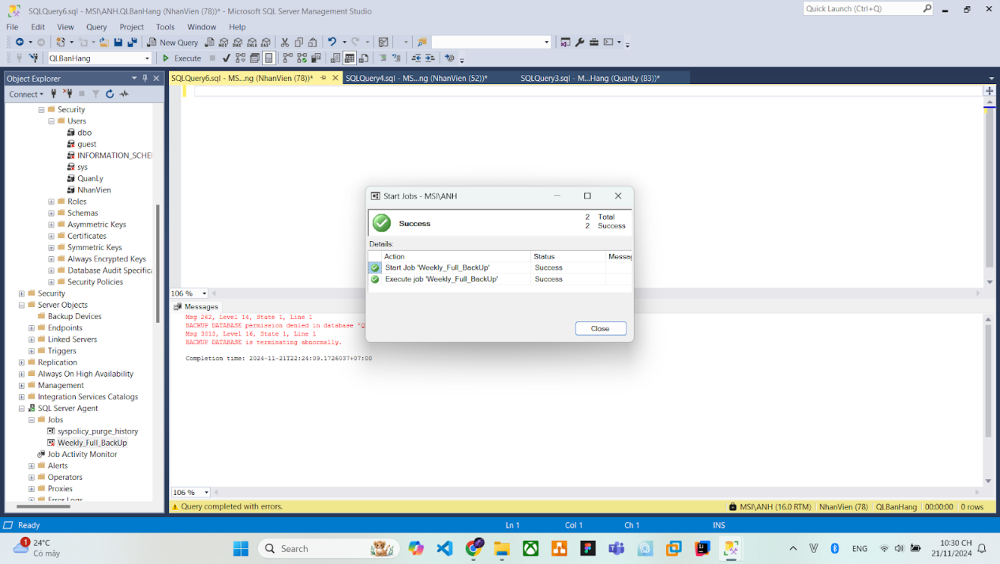 SQLQuery6.sql - MSI\ANH.QLBanHang (NhanVien (78))* - Microsoft SQL Server Management Studio
Quick Launch (Ctrl+Q)
File Edit View Query Project Tools Window Help
New Query
QLBanHang
Execute
Object Explorer
SQLQuery6.sql - MS...ng (NhanVien (78))*
SQLQuery4.sql - MS...ng (NhanVien (52))*
SQLQuery3.sql - M...Hang (QuanLy (83))*
Connect
Security
Users
dbo
guest
INFORMATION_SCHE
sys
QuanLy
NhanVien
Roles
Schemas
Asymmetric Keys
Certificates
Symmetric Keys
Always Encrypted Keys
Database Audit Specifica
Security Policies
Security
Server Objects
Backup Devices
Endpoints
Linked Servers
Triggers
Replication
Always On High Availability
Management
Integration Services Catalogs
SQL Server Agent
Jobs
syspolicy_purge_history
Weekly_Full_BackUp
Job Activity Monitor
Alerts
Operators
Proxies
Error Logs
Start Jobs - MSI\ANH
Success
2 Total
2 Success
Details:
Action Status Messag
Start Job 'Weekly_Full_BackUp' Success
Execute job 'Weekly_Full_BackUp' Success
Close
106 %
Messages
Msg 262, Level 14, State 1, Line 1
BACKUP DATABASE permission denied in database 'Q
Msg 3013, Level 16, State 1, Line 1
BACKUP DATABASE is terminating abnormally.
Completion time: 2024-11-21T22:24:09.1726037+07:00
106 %
Query completed with errors.
MSI\ANH (16.0 RTM) NhanVien (78) QLBanHang 00:00:00 0 rows
Ready
Ln 1 Col 1 Ch 1 INS
1
24°C
Có mây
Search
ENG
10:30 CH
21/11/2024